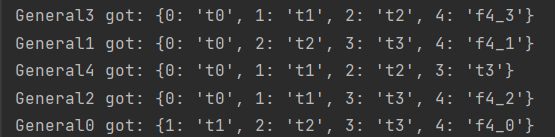 General3 got: {0: 't0', 1: 't1', 2: 't2', 4: 'f4_3'}
General1 got: {0: 't0', 2: 't2', 3: 't3', 4: 'f4_1'}
General4 got: {0: 't0', 1: 't1', 2: 't2', 3: 't3'}
General2 got: {0: 't0', 1: 't1', 3: 't3', 4: 'f4_2'}
General0 got: {1: 't1', 2: 't2', 3: 't3', 4: 'f4_0'}